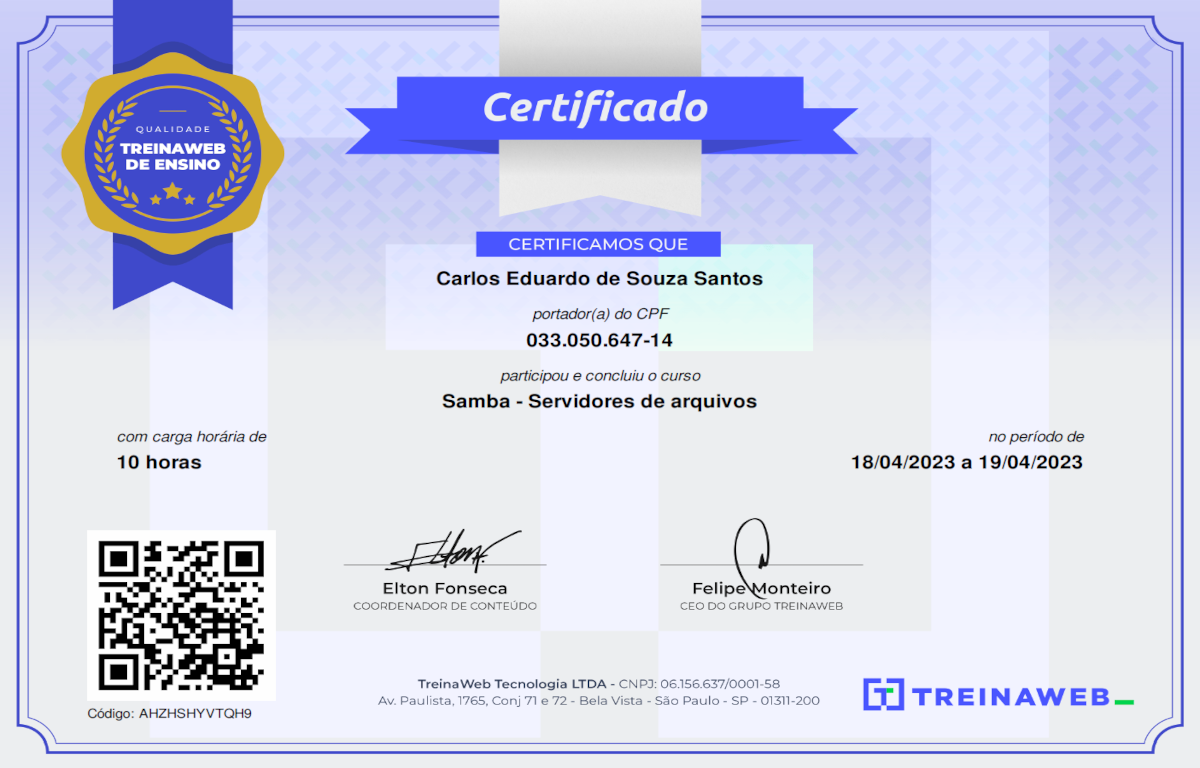 Certificado
QUALIDADE
TREINAWEB
DE ENSINO
CERTIFICAMOS QUE
Carlos Eduardo de Souza Santos
portador(a) do CPF
033.050.647-14
participou e concluiu o curso
Samba - Servidores de arquivos
com carga horária de
10 horas
no período de
18/04/2023 a 19/04/2023
Elton F.
Elton Fonseca
COORDENADOR DE CONTEÚDO
Felipe Monteiro
CEO DO GRUPO TREINAWEB
Código: AHZHSHYVTQH9
TreinaWeb Tecnologia LTDA - CNPJ: 06.156.637/0001-58
Av. Paulista, 1765, Conj 71 e 72 - Bela Vista - São Paulo - SP - 01311-200
TREINAWEB_